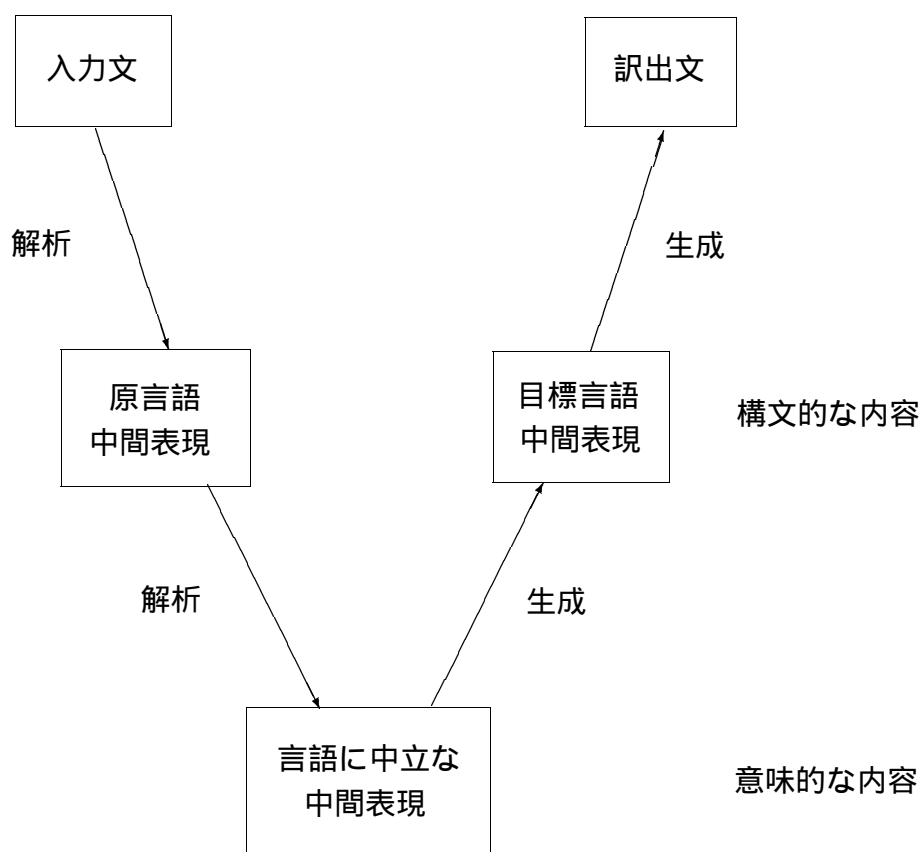 入力文
訳出文
解析
生成
原言語
中間表現
目標言語
中間表現
構文的な内容
解析
生成
言語に中立な
中間表現
意味的な内容